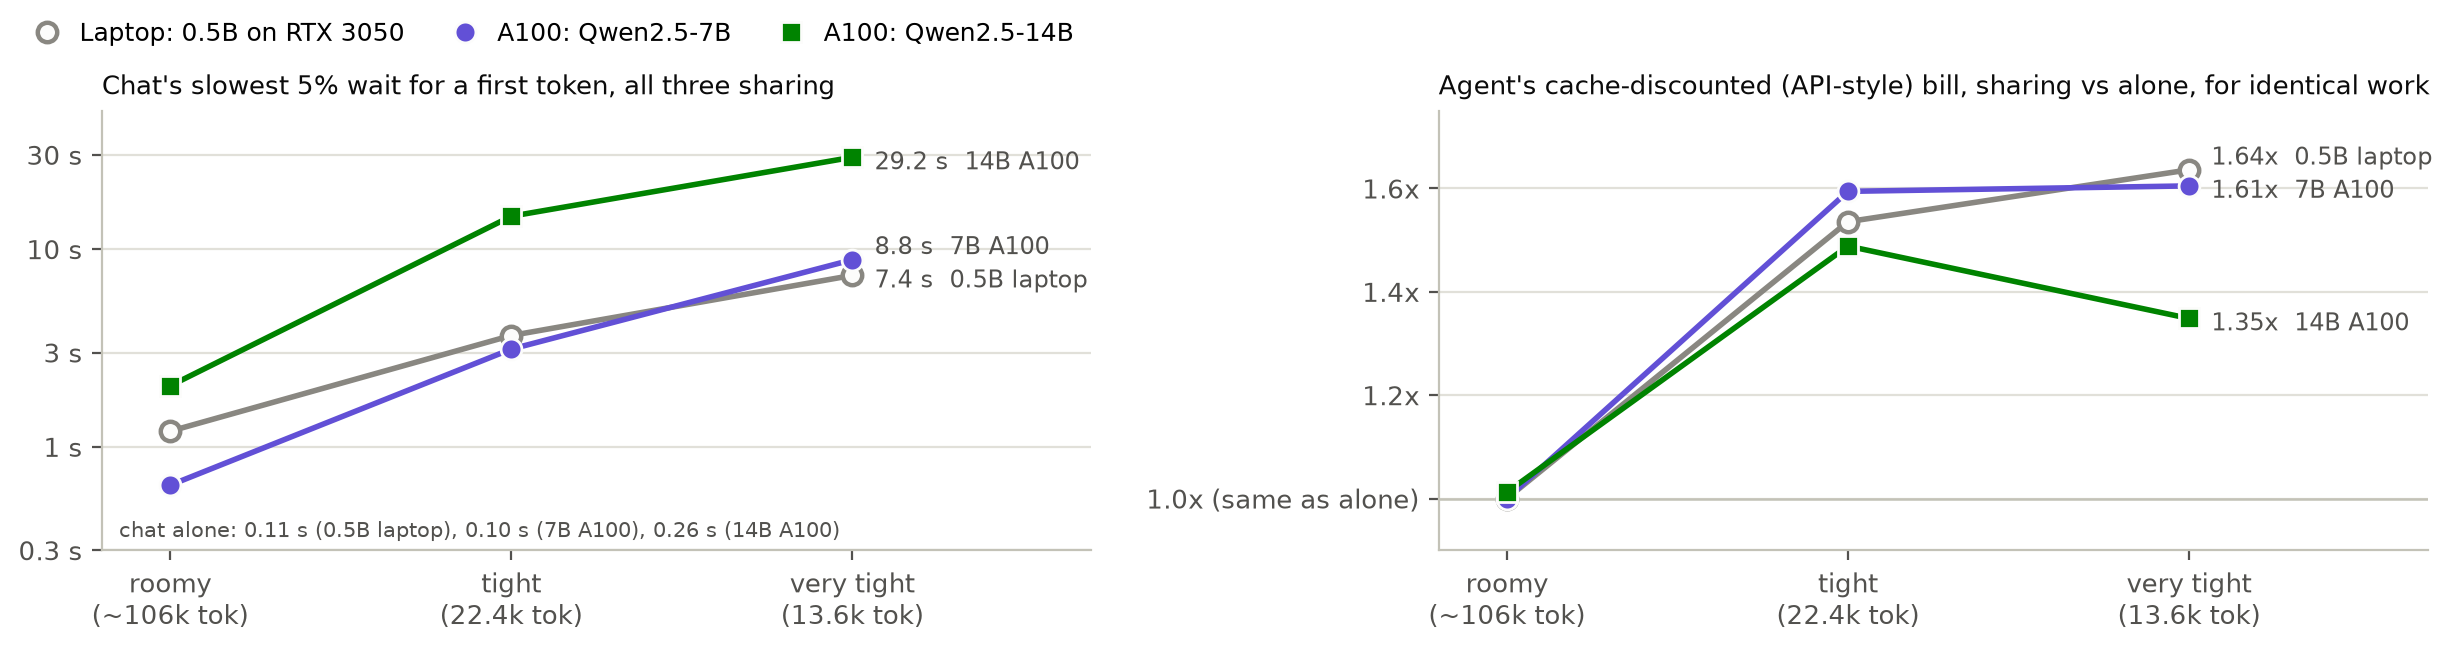 Laptop: 0.5B on RTX 3050   A100: Qwen2.5-7B   A100: Qwen2.5-14B
Chat's slowest 5% wait for a first token, all three sharing
30 s
10 s
3 s
1 s
0.3 s
29.2 s  14B A100
8.8 s  7B A100
7.4 s  0.5B laptop
chat alone: 0.11 s (0.5B laptop), 0.10 s (7B A100), 0.26 s (14B A100)
roomy   tight   very tight
(~106k tok)   (22.4k tok)   (13.6k tok)
Agent's cache-discounted (API-style) bill, sharing vs alone, for identical work
1.6x
1.4x
1.2x
1.0x (same as alone)
1.64x  0.5B laptop
1.61x  7B A100
1.35x  14B A100
roomy   tight   very tight
(~106k tok)   (22.4k tok)   (13.6k tok)